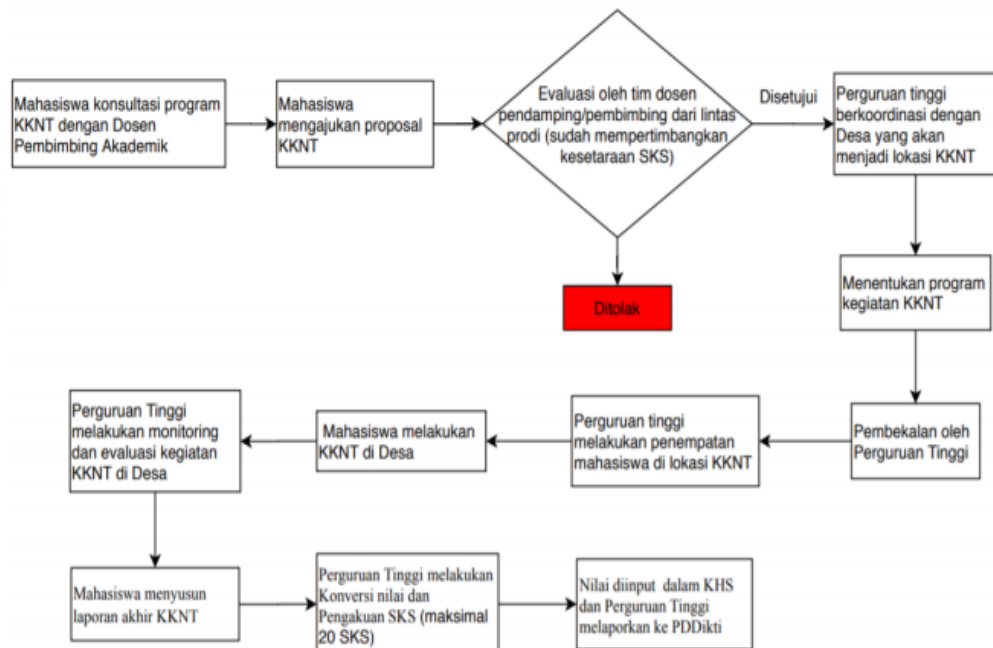 Mahasiswa konsultasi program
KKNT dengan Dosen
Pembimbing Akademik
Mahasiswa
mengajukan proposal
KKNT
Evaluasi oleh tim dosen
pendamping/pembimbing dari lintas
prodi (sudah mempertimbangkan
kesetaraan SKS)
Disetujui
Perguruan tinggi
berkoordinasi dengan
Desa yang akan
menjadi lokasi KKNT
Ditolak
Menentukan program
kegiatan KKNT
Pembekalan oleh
Perguruan Tinggi
Perguruan tinggi
melakukan penempatan
mahasiswa di lokasi KKNT
Mahasiswa melakukan
KKNT di Desa
Perguruan Tinggi
melakukan monitoring
dan evaluasi kegiatan
KKNT di Desa
Mahasiswa menyusun
laporan akhir KKNT
Perguruan Tinggi melakukan
Konversi nilai dan
Pengakuan SKS (maksimal
20 SKS)
Nilai diinput dalam KHS
dan Perguruan Tinggi
melaporkan ke PDDikti